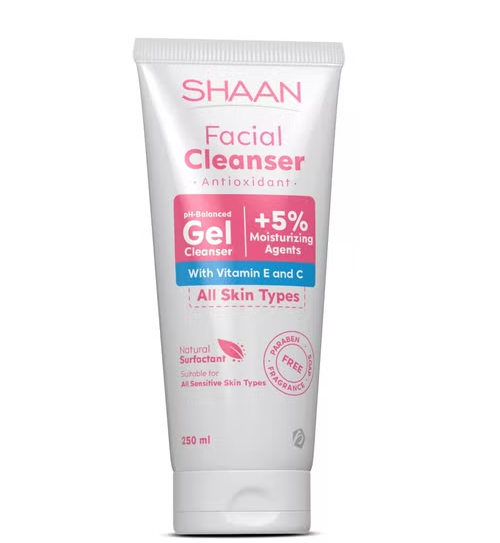 SHAAN
Facial
Cleanser
• Antioxidant •
pH-Balanced
Gel
Cleanser
+5%
Moisturizing
Agents
With Vitamin E and C
All Skin Types
Natural
Surfactant
Suitable for
All Sensitive Skin Types
PARABEN • SOAP • FRAGRANCE •
FREE
250 ml